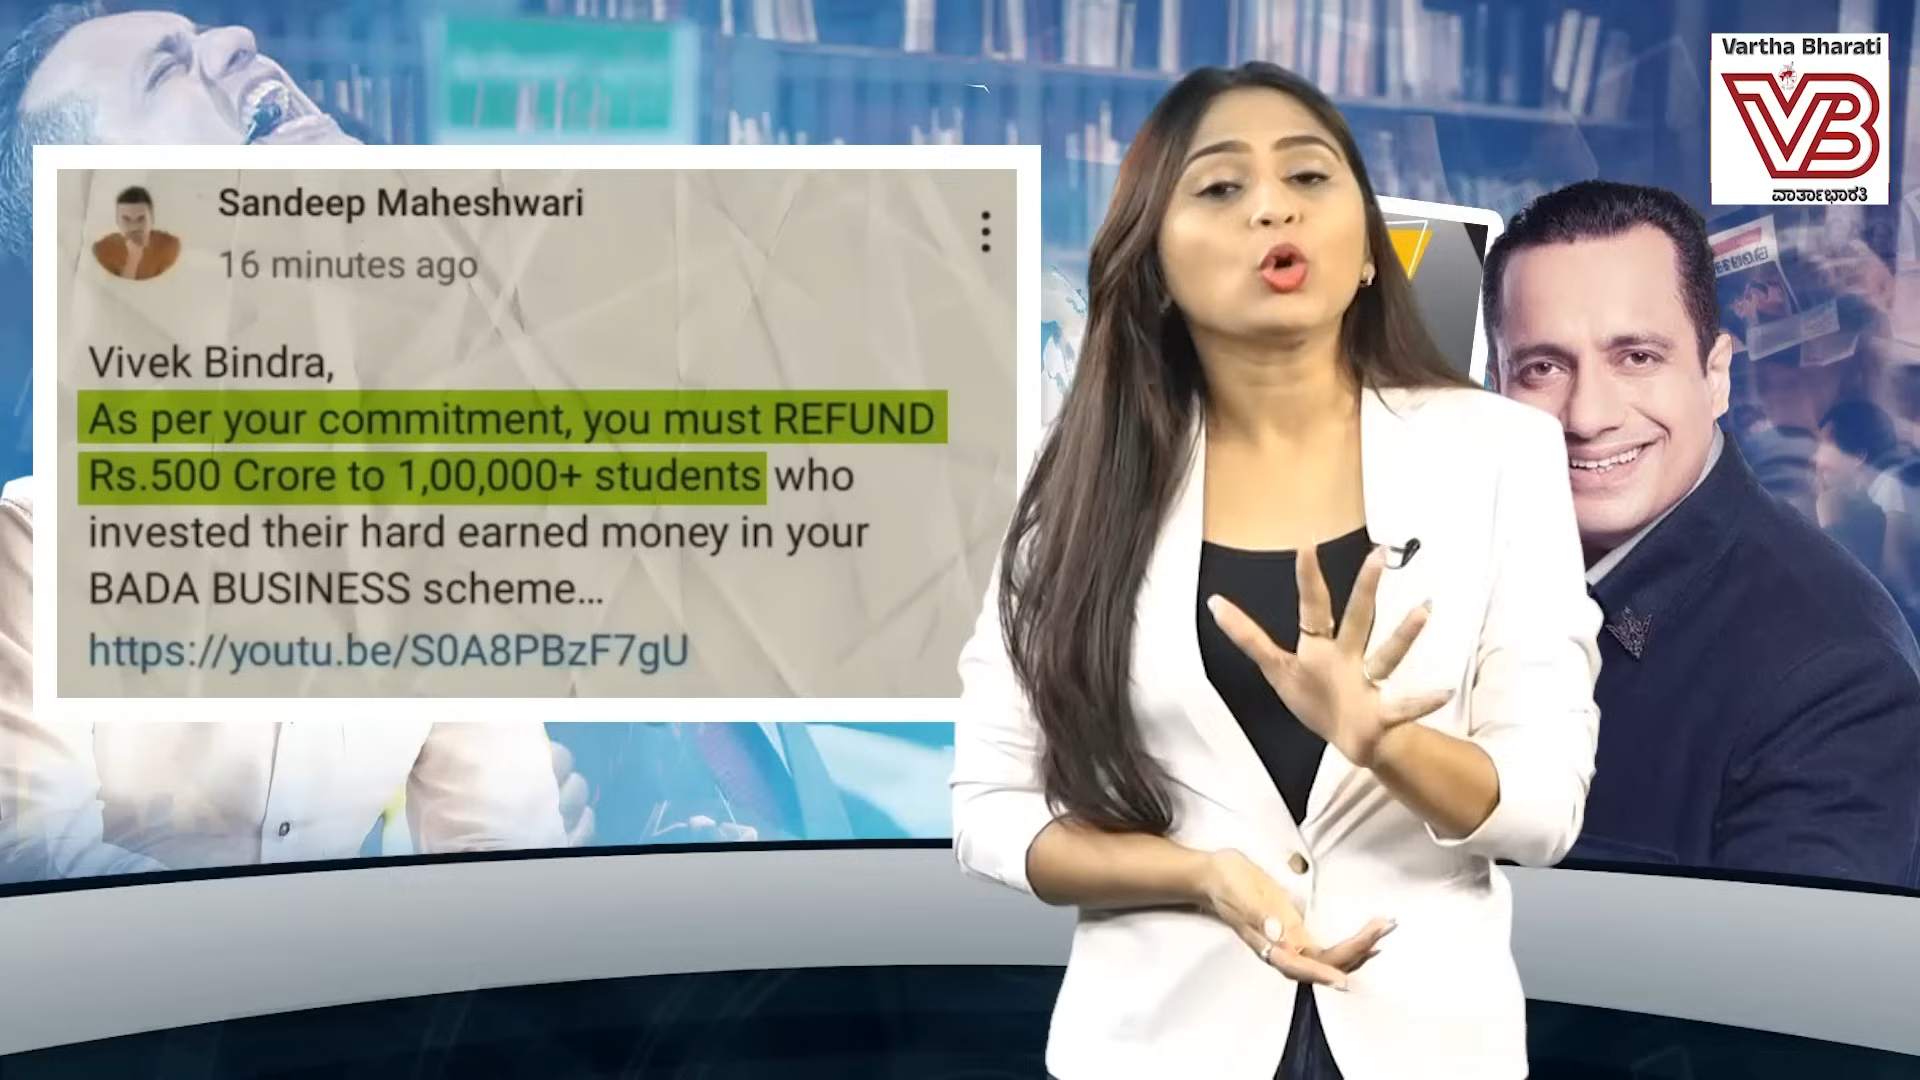 Vartha Bharati
VB
ವಾರ್ತಾಭಾರತಿ
Sandeep Maheshwari
16 minutes ago
Vivek Bindra,
As per your commitment, you must REFUND
Rs.500 Crore to 1,00,000+ students who
invested their hard earned money in your
BADA BUSINESS scheme...
https://youtu.be/S0A8PBzF7gU